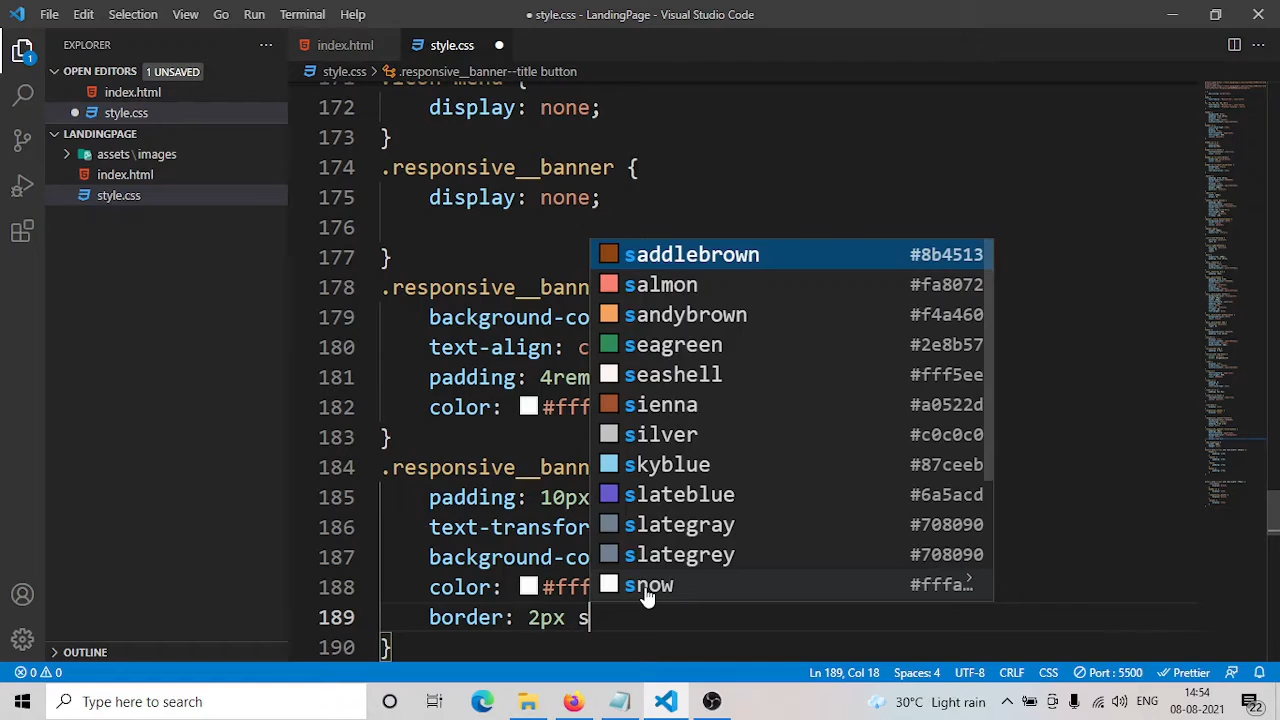 File Edit Selection View Go Run Terminal Help
● style.css - LandingPage - Visual Studio Code
EXPLORER
index.html
style.css
OPEN EDITORS
1 UNSAVED
style.css > .responsive__banner--title button
index.html
style.css
LANDINGPAGE
assets\images
index.html
style.css
172 display: none;
173 }
174 .responsive__banner {
175 display: none;
176
177 }
178 .responsive__bann
179 background-co
180 text-align: c
181 padding: 4rem
182 color: #fff
183 }
184 .responsive__bann
185 padding: 10px
186 text-transfor
187 background-co
188 color: #fff
189 border: 2px s
190 }
saddlebrown #8b4513
salmon #fa8072
sandybrown #f4a460
seagreen #2e8b57
seashell #fff5ee
sienna #a0522d
silver
skyblue #87ceeb
slateblue #6a5acd
slategray #708090
slategrey #708090
snow #fffa…
OUTLINE
0 0
Ln 189, Col 18 Spaces: 4 UTF-8 CRLF CSS Port : 5500 Prettier
Type here to search
30°C Light rain
ENG
14:54
08-08-2021
22
1